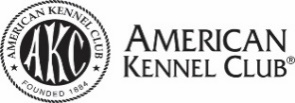 AMERICAN KENNEL CLUB
AKC
FOUNDED 1884
AMERICAN
KENNEL CLUB®